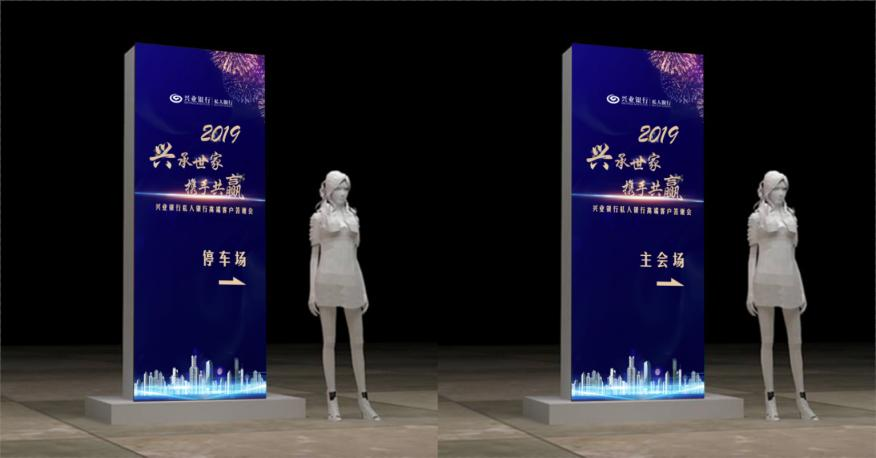 兴业银行 | 私人银行
2019
兴承世家
携手共赢
兴业银行私人银行高端客户答谢会
停车场
兴业银行 | 私人银行
2019
兴承世家
携手共赢
兴业银行私人银行高端客户答谢会
主会场